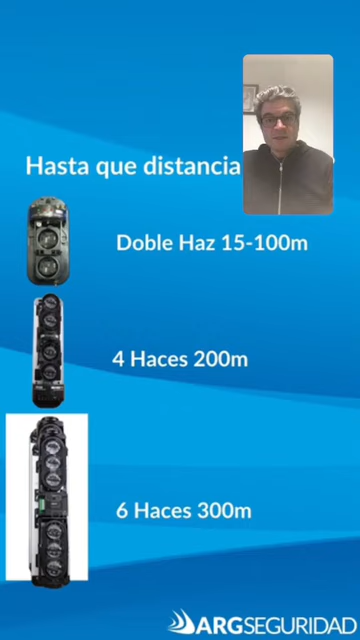 Hasta que distancia
Doble Haz 15-100m
4 Haces 200m
6 Haces 300m
ARGSEGURIDAD